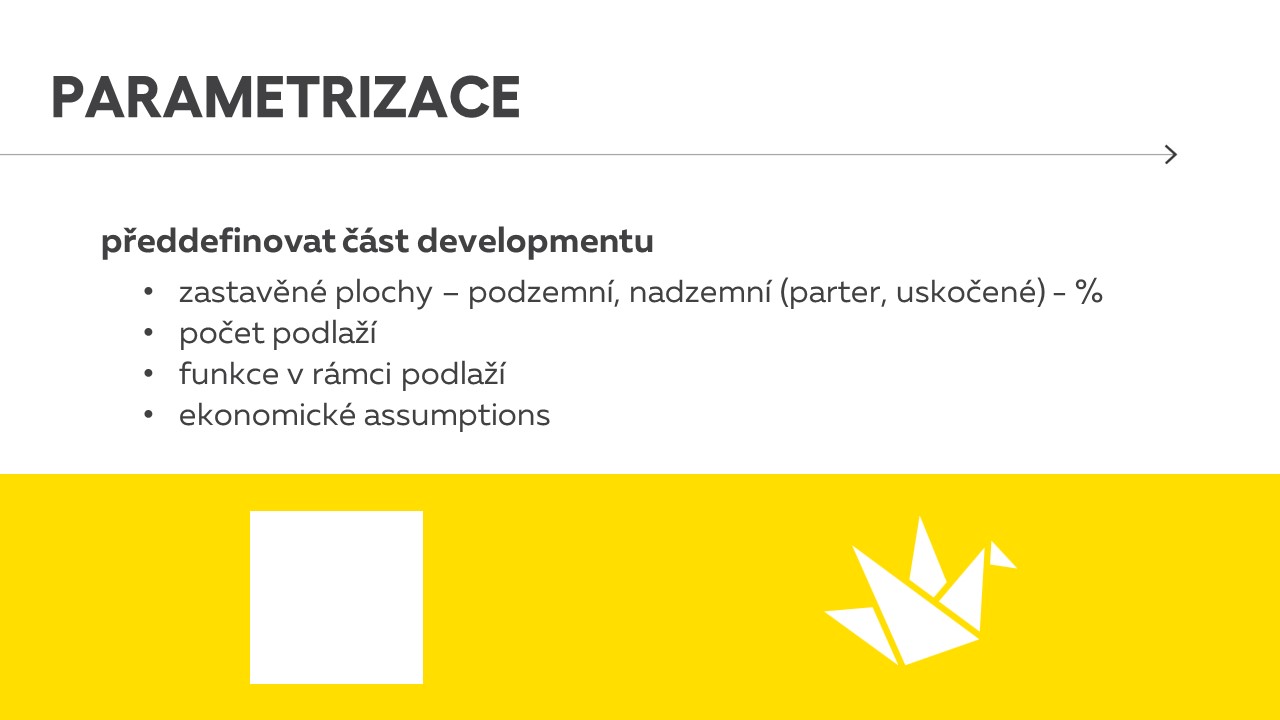 PARAMETRIZACE
předdefinovat část developmentu
• zastavěné plochy – podzemní, nadzemní (parter, uskočené) - %
• počet podlaží
• funkce v rámci podlaží
• ekonomické assumptions